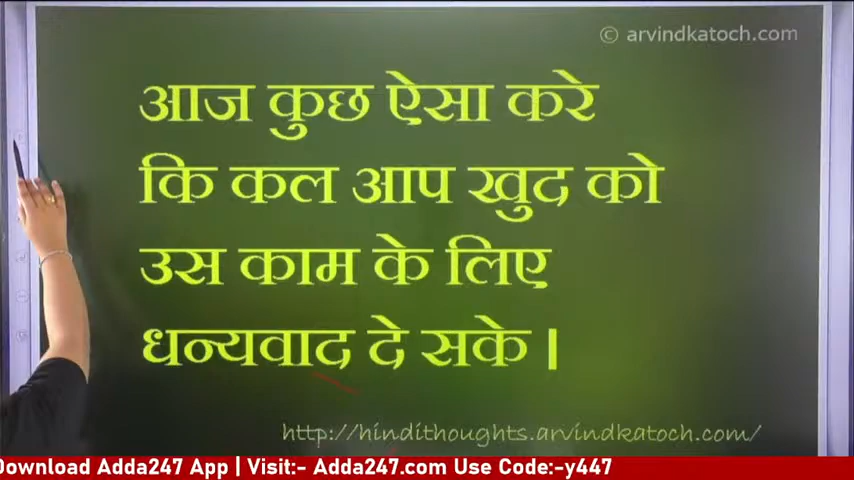 © arvindkatoch.com
आज कुछ ऐसा करे
कि कल आप खुद को
उस काम के लिए
धन्यवाद दे सके।
http://hindithoughts.arvindkatoch.com/
Download Adda247 App | Visit:- Adda247.com Use Code:-y447